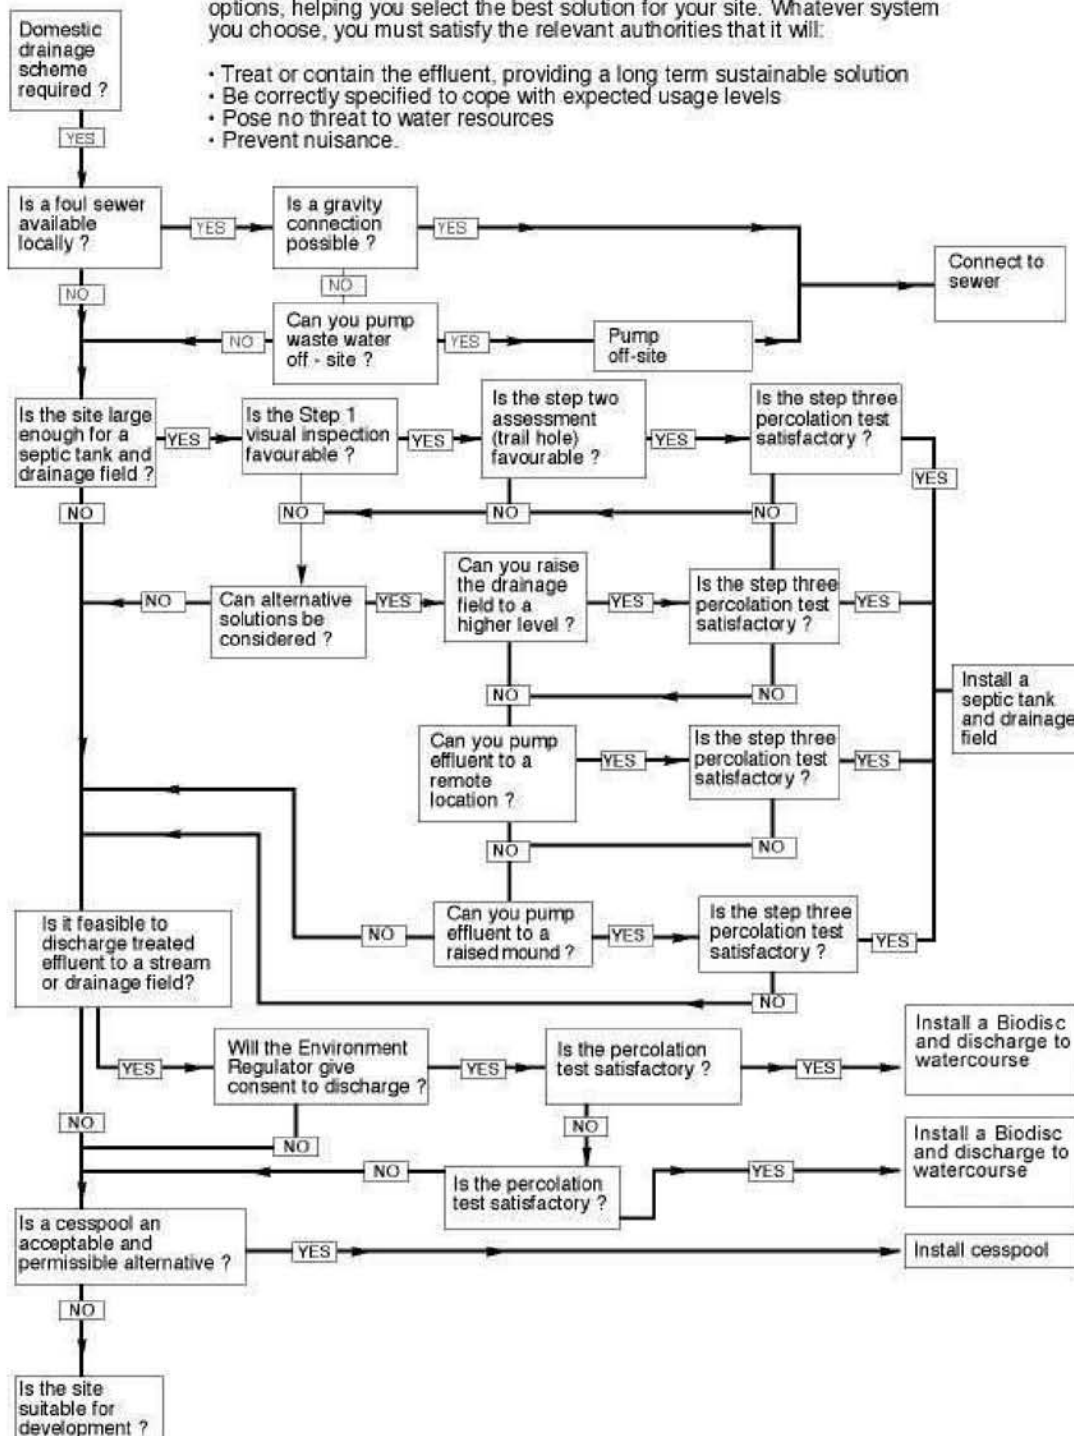 options, helping you select the best solution for your site. Whatever system
you choose, you must satisfy the relevant authorities that it will:
• Treat or contain the effluent, providing a long term sustainable solution
• Be correctly specified to cope with expected usage levels
• Pose no threat to water resources
• Prevent nuisance.
Domestic
drainage
scheme
required ?
YES
Is a foul sewer
available
locally ?
YES
Is a gravity
connection
possible ?
YES
Connect to
sewer
NO
NO
Can you pump
waste water
off - site ?
NO
YES
Pump
off-site
Is the site large
enough for a
septic tank and
drainage field ?
YES
Is the Step 1
visual inspection
favourable ?
YES
Is the step two
assessment
(trail hole)
favourable ?
YES
Is the step three
percolation test
satisfactory ?
YES
NO
NO
NO
NO
NO
Can alternative
solutions be
considered ?
YES
Can you raise
the drainage
field to a
higher level ?
YES
Is the step three
percolation test
satisfactory ?
YES
NO
NO
Install a
septic tank
and drainage
field
Can you pump
effluent to a
remote
location ?
YES
Is the step three
percolation test
satisfactory ?
YES
NO
NO
Is it feasible to
discharge treated
effluent to a stream
or drainage field?
NO
Can you pump
effluent to a
raised mound ?
YES
Is the step three
percolation test
satisfactory ?
YES
NO
YES
Will the Environment
Regulator give
consent to discharge ?
YES
Is the percolation
test satisfactory ?
YES
Install a Biodisc
and discharge to
watercourse
NO
NO
NO
NO
Is the percolation
test satisfactory ?
YES
Install a Biodisc
and discharge to
watercourse
Is a cesspool an
acceptable and
permissible alternative ?
YES
Install cesspool
NO
Is the site
suitable for
development ?